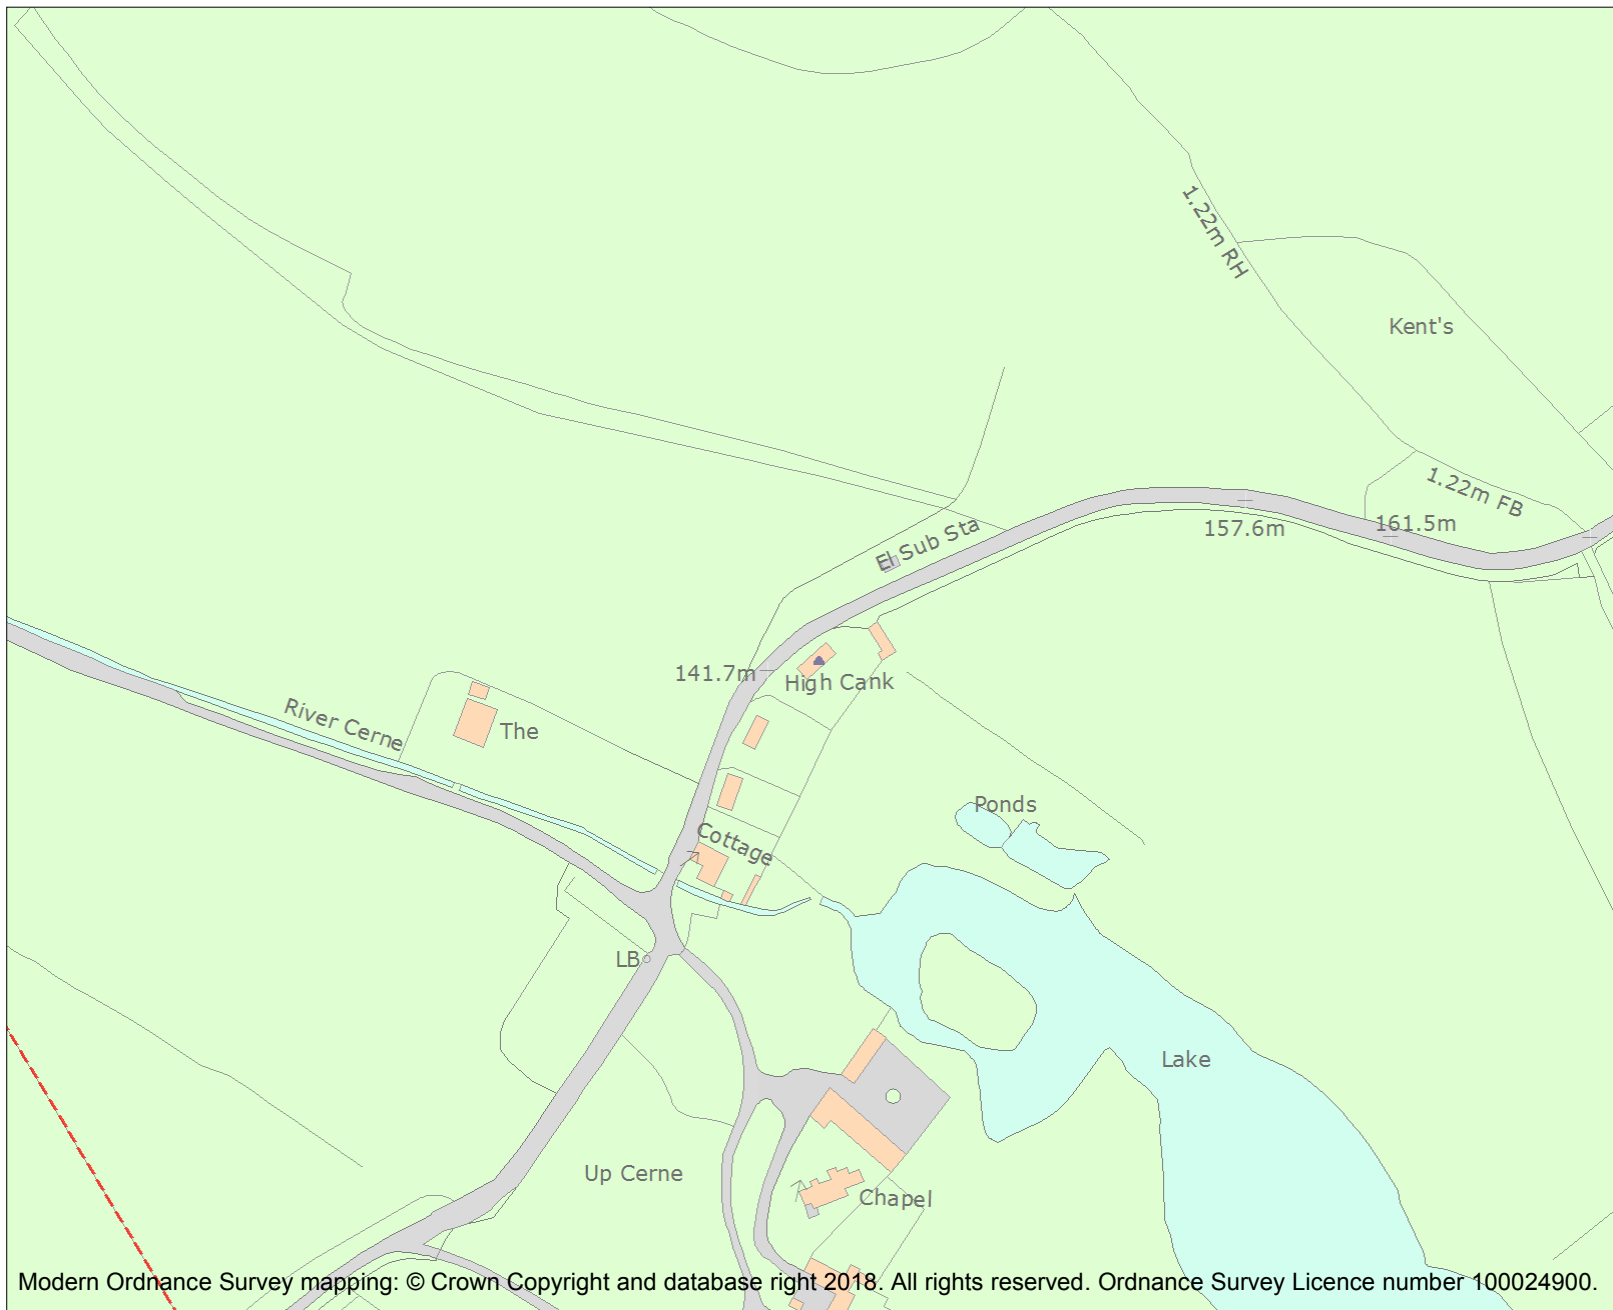 1.22m RH
Kent's
1.22m FB
161.5m
157.6m
El Sub Sta
141.7m
High Cank
River Cerne
The
Ponds
Cottage
LB
Lake
Up Cerne
Chapel
Modern Ordnance Survey mapping: © Crown Copyright and database right 2018. All rights reserved. Ordnance Survey Licence number 100024900.